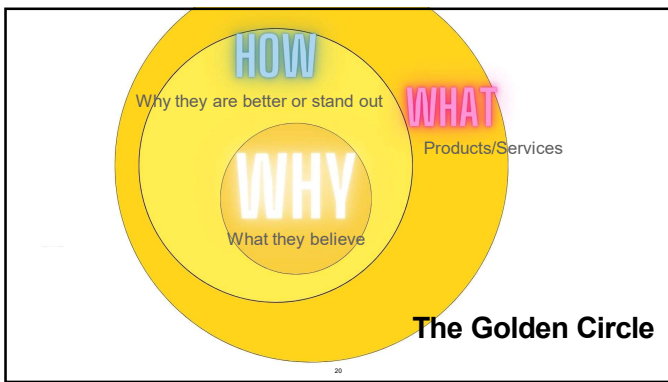 HOW
Why they are better or stand out
WHAT
Products/Services
WHY
What they believe
The Golden Circle
20